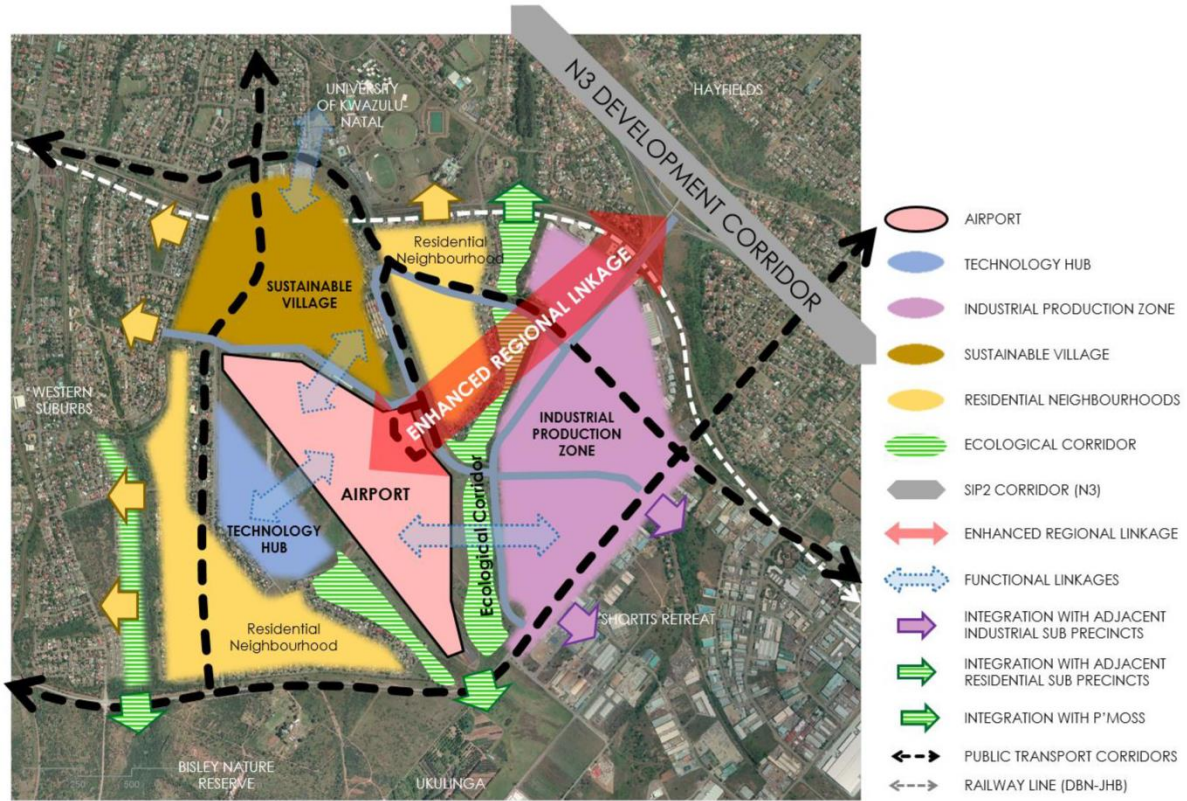 N3 DEVELOPMENT CORRIDOR
UNIVERSITY
OF KWAZULU-
NATAL
HAYFIELDS
Residential
Neighbourhood
SUSTAINABLE
VILLAGE
ENHANCED REGIONAL LNKAGE
WESTERN
SUBURBS
INDUSTRIAL
PRODUCTION
ZONE
AIRPORT
TECHNOLOGY
HUB
Ecological Corridor
Residential
Neighbourhood
SHORTTS RETREAT
BISLEY NATURE
RESERVE
UKULINGA
AIRPORT
TECHNOLOGY HUB
INDUSTRIAL PRODUCTION ZONE
SUSTAINABLE VILLAGE
RESIDENTIAL NEIGHBOURHOODS
ECOLOGICAL CORRIDOR
SIP2 CORRIDOR (N3)
ENHANCED REGIONAL LINKAGE
FUNCTIONAL LINKAGES
INTEGRATION WITH ADJACENT
INDUSTRIAL SUB PRECINCTS
INTEGRATION WITH ADJACENT
RESIDENTIAL SUB PRECINCTS
INTEGRATION WITH P'MOSS
PUBLIC TRANSPORT CORRIDORS
RAILWAY LINE (DBN-JHB)